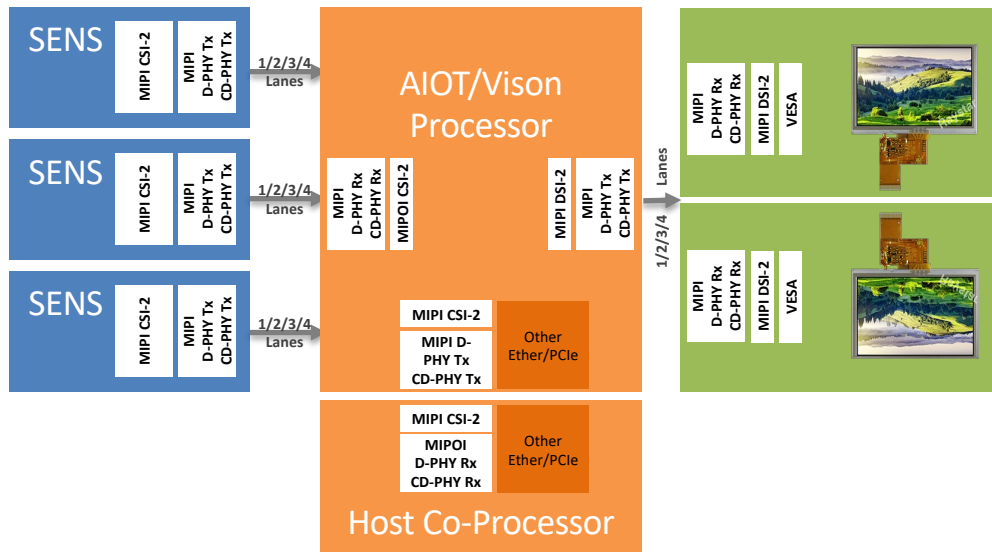 SENS
MIPI CSI-2
MIPI
D-PHY Tx
CD-PHY Tx
1/2/3/4
Lanes
SENS
MIPI CSI-2
MIPI
D-PHY Tx
CD-PHY Tx
1/2/3/4
Lanes
SENS
MIPI CSI-2
MIPI
D-PHY Tx
CD-PHY Tx
1/2/3/4
Lanes
AIOT/Vison
Processor
MIPI
D-PHY Rx
CD-PHY Rx
MIPOI CSI-2
MIPI DSI-2
MIPI
D-PHY Tx
CD-PHY Tx
MIPI CSI-2
MIPI D-
PHY Tx
CD-PHY Tx
Other
Ether/PCIe
MIPI CSI-2
MIPOI
D-PHY Rx
CD-PHY Rx
Other
Ether/PCIe
Host Co-Processor
1/2/3/4 Lanes
MIPI
D-PHY Rx
CD-PHY Rx
MIPI DSI-2
VESA
MIPI
D-PHY Rx
CD-PHY Rx
MIPI DSI-2
VESA